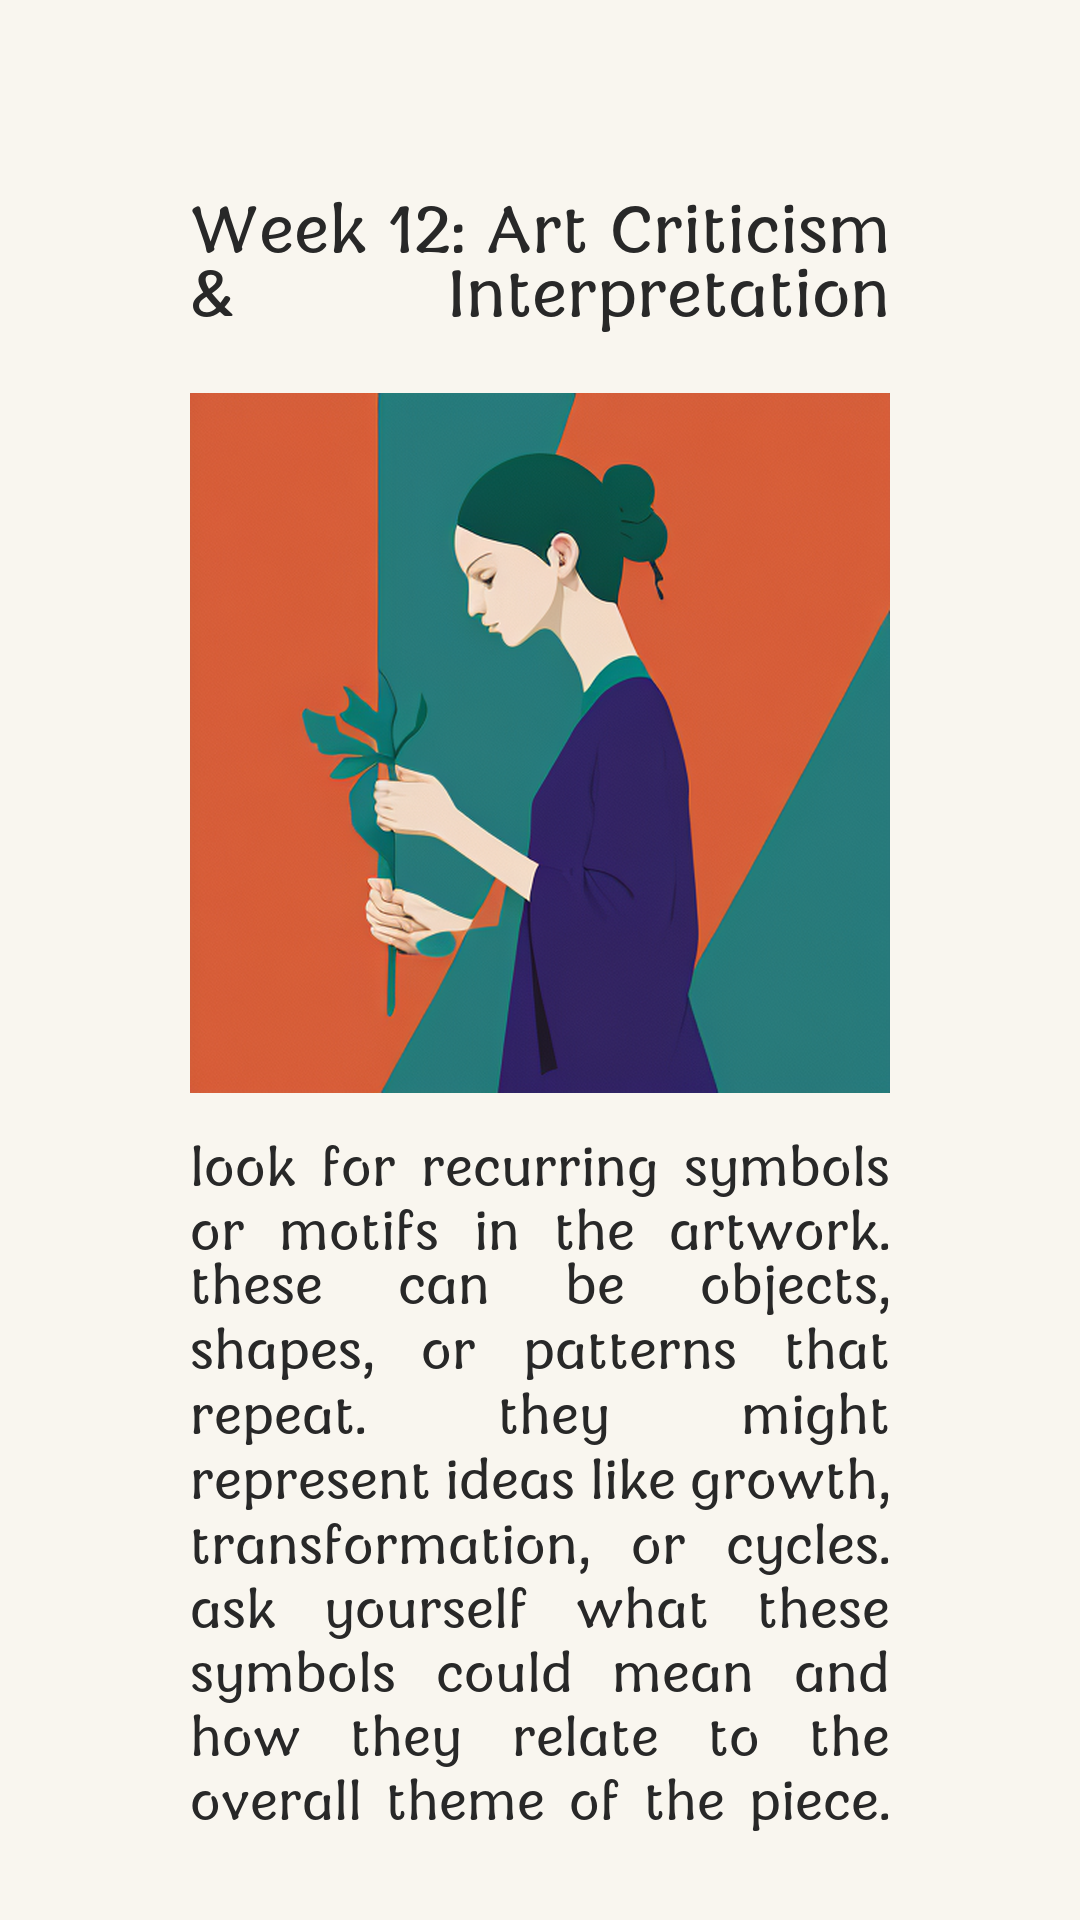 Week 12: Art Criticism
& Interpretation
look for recurring symbols
or motifs in the artwork.
these can be objects,
shapes, or patterns that
repeat. they might
represent ideas like growth,
transformation, or cycles.
ask yourself what these
symbols could mean and
how they relate to the
overall theme of the piece.